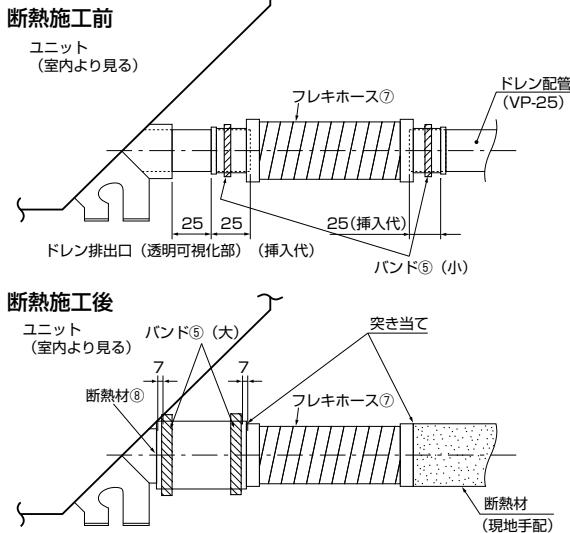 断熱施工前
ユニット
（室内より見る）
フレキホース⑦
ドレン配管
（VP-25）
25
25
25（挿入代）
ドレン排出口（透明可視化部）（挿入代）
バンド⑤（小）
断熱施工後
ユニット
（室内より見る）
バンド⑤（大）
突き当て
7
7
断熱材⑧
フレキホース⑦
断熱材
（現地手配）